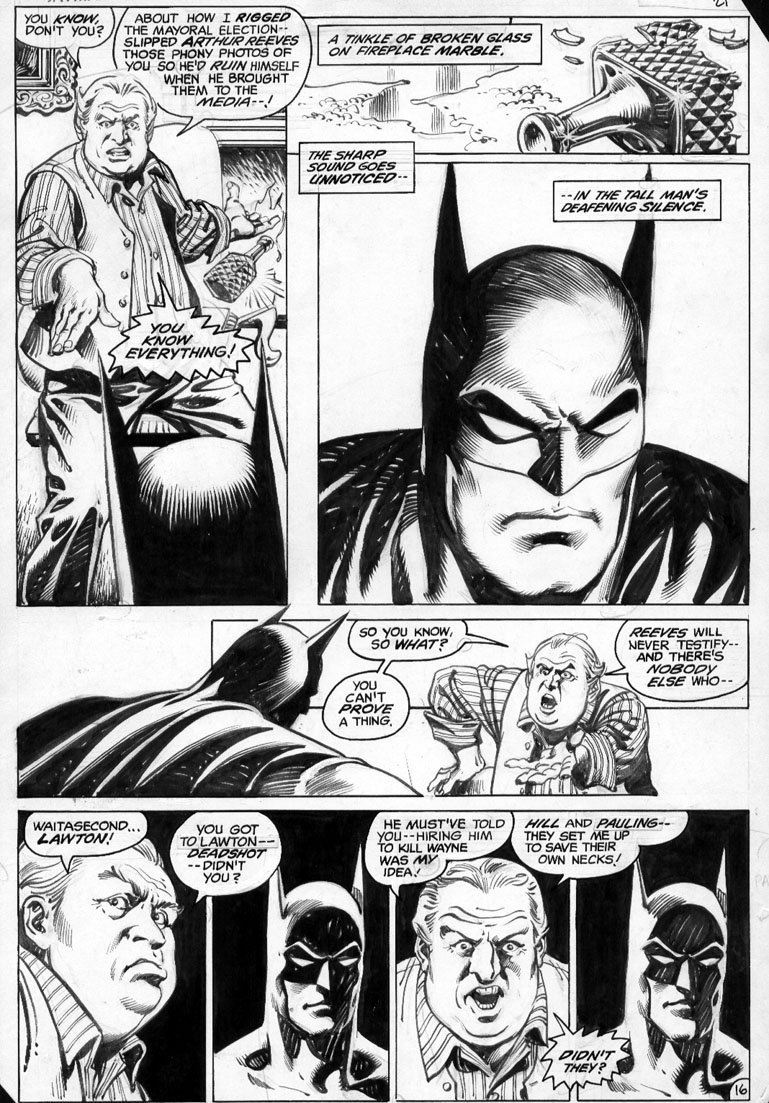 YOU KNOW,
DON'T YOU?
ABOUT HOW I RIGGED
THE MAYORAL ELECTION--
SLIPPED ARTHUR REEVES
THOSE PHONY PHOTOS OF
YOU SO HE'D RUIN HIMSELF
WHEN HE BROUGHT
THEM TO THE
MEDIA--!
YOU
KNOW
EVERYTHING!
A TINKLE OF BROKEN GLASS
ON FIREPLACE MARBLE.
THE SHARP
SOUND GOES
UNNOTICED--
--IN THE TALL MAN'S
DEAFENING SILENCE.
SO YOU KNOW,
SO WHAT?
YOU
CAN'T
PROVE
A THING.
REEVES WILL
NEVER TESTIFY--
AND THERE'S
NOBODY
ELSE WHO--
WAITASECOND...
LAWTON!
YOU GOT
TO LAWTON--
DEADSHOT
--DIDN'T
YOU?
HE MUST'VE TOLD
YOU--HIRING HIM
TO KILL WAYNE
WAS MY
IDEA!
HILL AND PAULING--
THEY SET ME UP
TO SAVE THEIR
OWN NECKS!
DIDN'T
THEY?
16